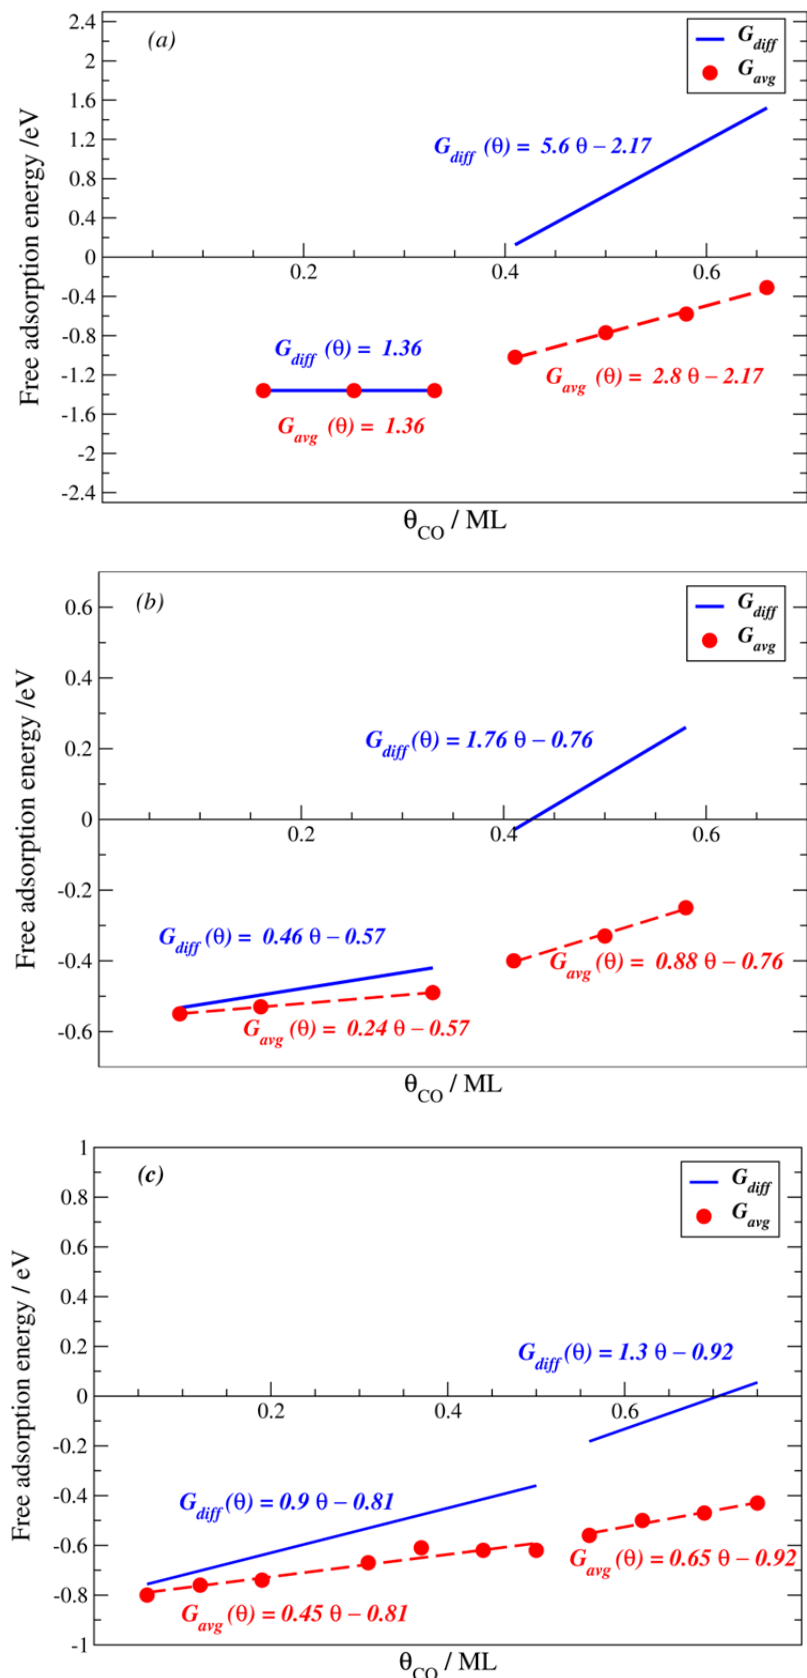 (a)
G_diff
G_avg
2.4
2
1.6
1.2
0.8
0.4
0
-0.4
-0.8
-1.2
-1.6
-2
-2.4
Free adsorption energy /eV
G_diff (θ) = 5.6 θ – 2.17
0.2
0.4
0.6
G_diff (θ) = 1.36
G_avg (θ) = 2.8 θ – 2.17
G_avg (θ) = 1.36
θ_CO / ML
(b)
G_diff
G_avg
0.6
0.4
0.2
0
-0.2
-0.4
-0.6
Free adsorption energy /eV
G_diff (θ) = 1.76 θ – 0.76
0.2
0.4
0.6
G_diff (θ) = 0.46 θ – 0.57
G_avg (θ) = 0.88 θ – 0.76
G_avg (θ) = 0.24 θ – 0.57
θ_CO / ML
(c)
G_diff
G_avg
1
0.8
0.6
0.4
0.2
0
-0.2
-0.4
-0.6
-0.8
-1
Free adsorption energy / eV
G_diff (θ) = 1.3 θ – 0.92
0.2
0.4
0.6
G_diff (θ) = 0.9 θ – 0.81
G_avg (θ) = 0.65 θ – 0.92
G_avg (θ) = 0.45 θ – 0.81
θ_CO / ML